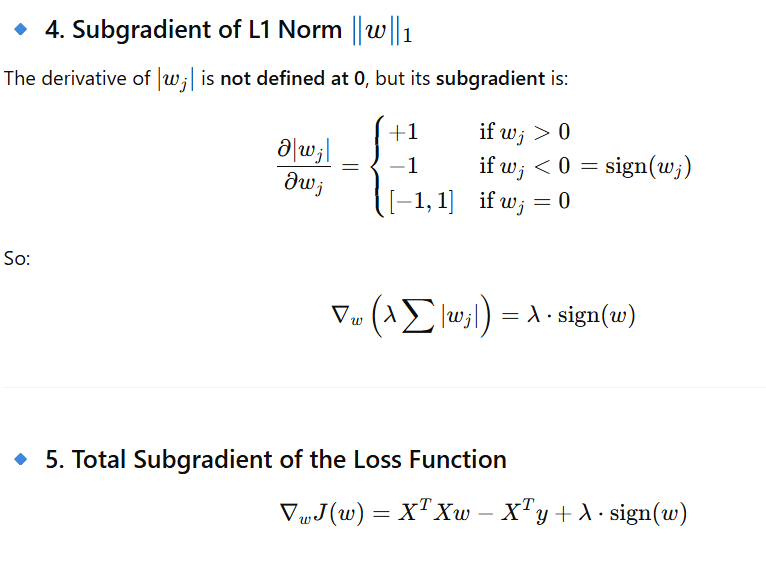 4. Subgradient of L1 Norm ||w||₁
The derivative of |wⱼ| is not defined at 0, but its subgradient is:
∂|wⱼ|/∂wⱼ = { +1 if wⱼ > 0
−1 if wⱼ < 0 = sign(wⱼ)
[−1, 1] if wⱼ = 0
So:
∇w (λ ∑ |wⱼ|) = λ · sign(w)
5. Total Subgradient of the Loss Function
∇wJ(w) = XᵀXw − Xᵀy + λ · sign(w)